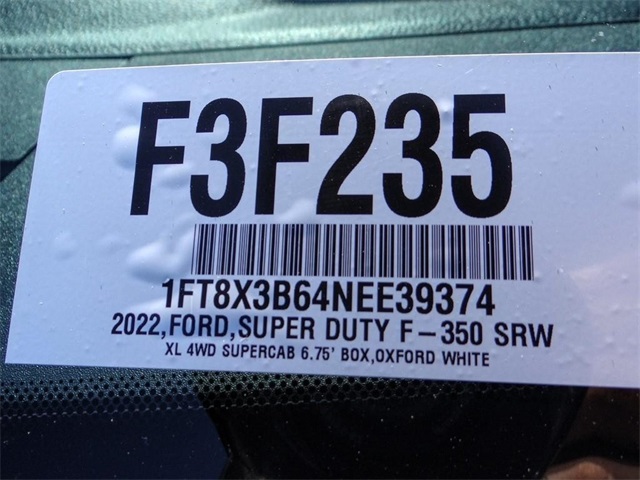 F3F235
1FT8X3B64NEE39374
2022,FORD,SUPER DUTY F-350 SRW
XL 4WD SUPERCAB 6.75' BOX,OXFORD WHITE